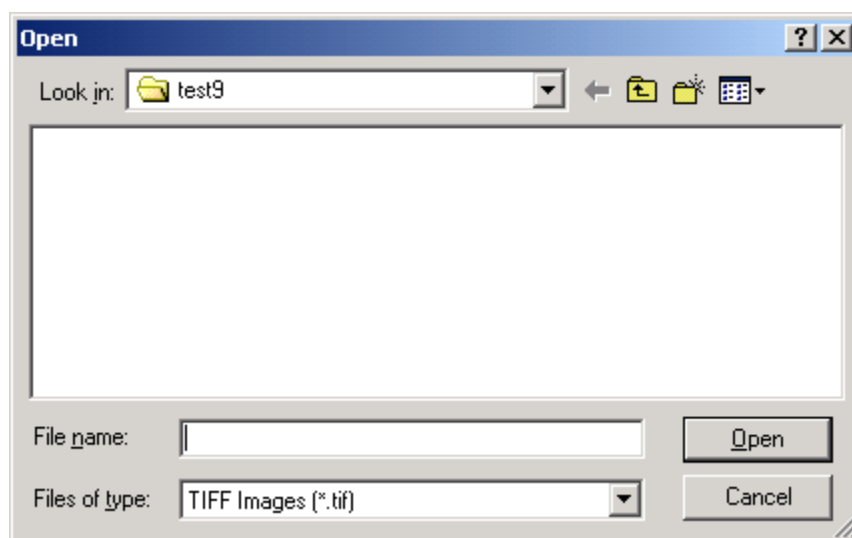 Open
Look in: test9
File name:
Open
Files of type: TIFF Images (*.tif)
Cancel